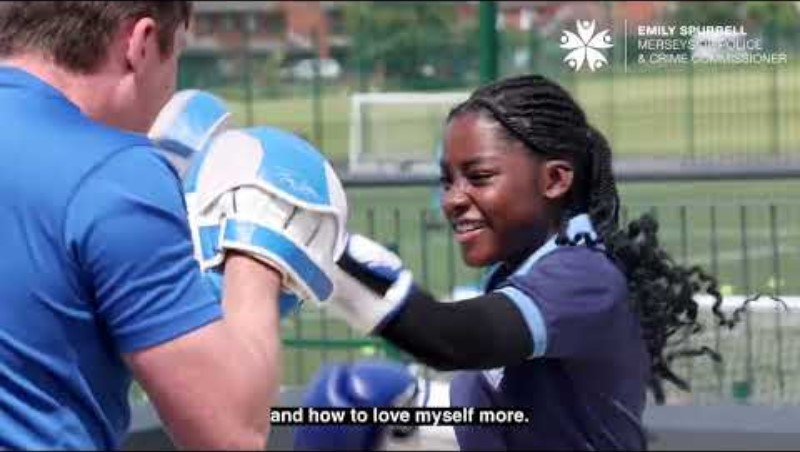 EMILY SPURRELL
MERSEYSIDE POLICE
& CRIME COMMISSIONER
and how to love myself more.